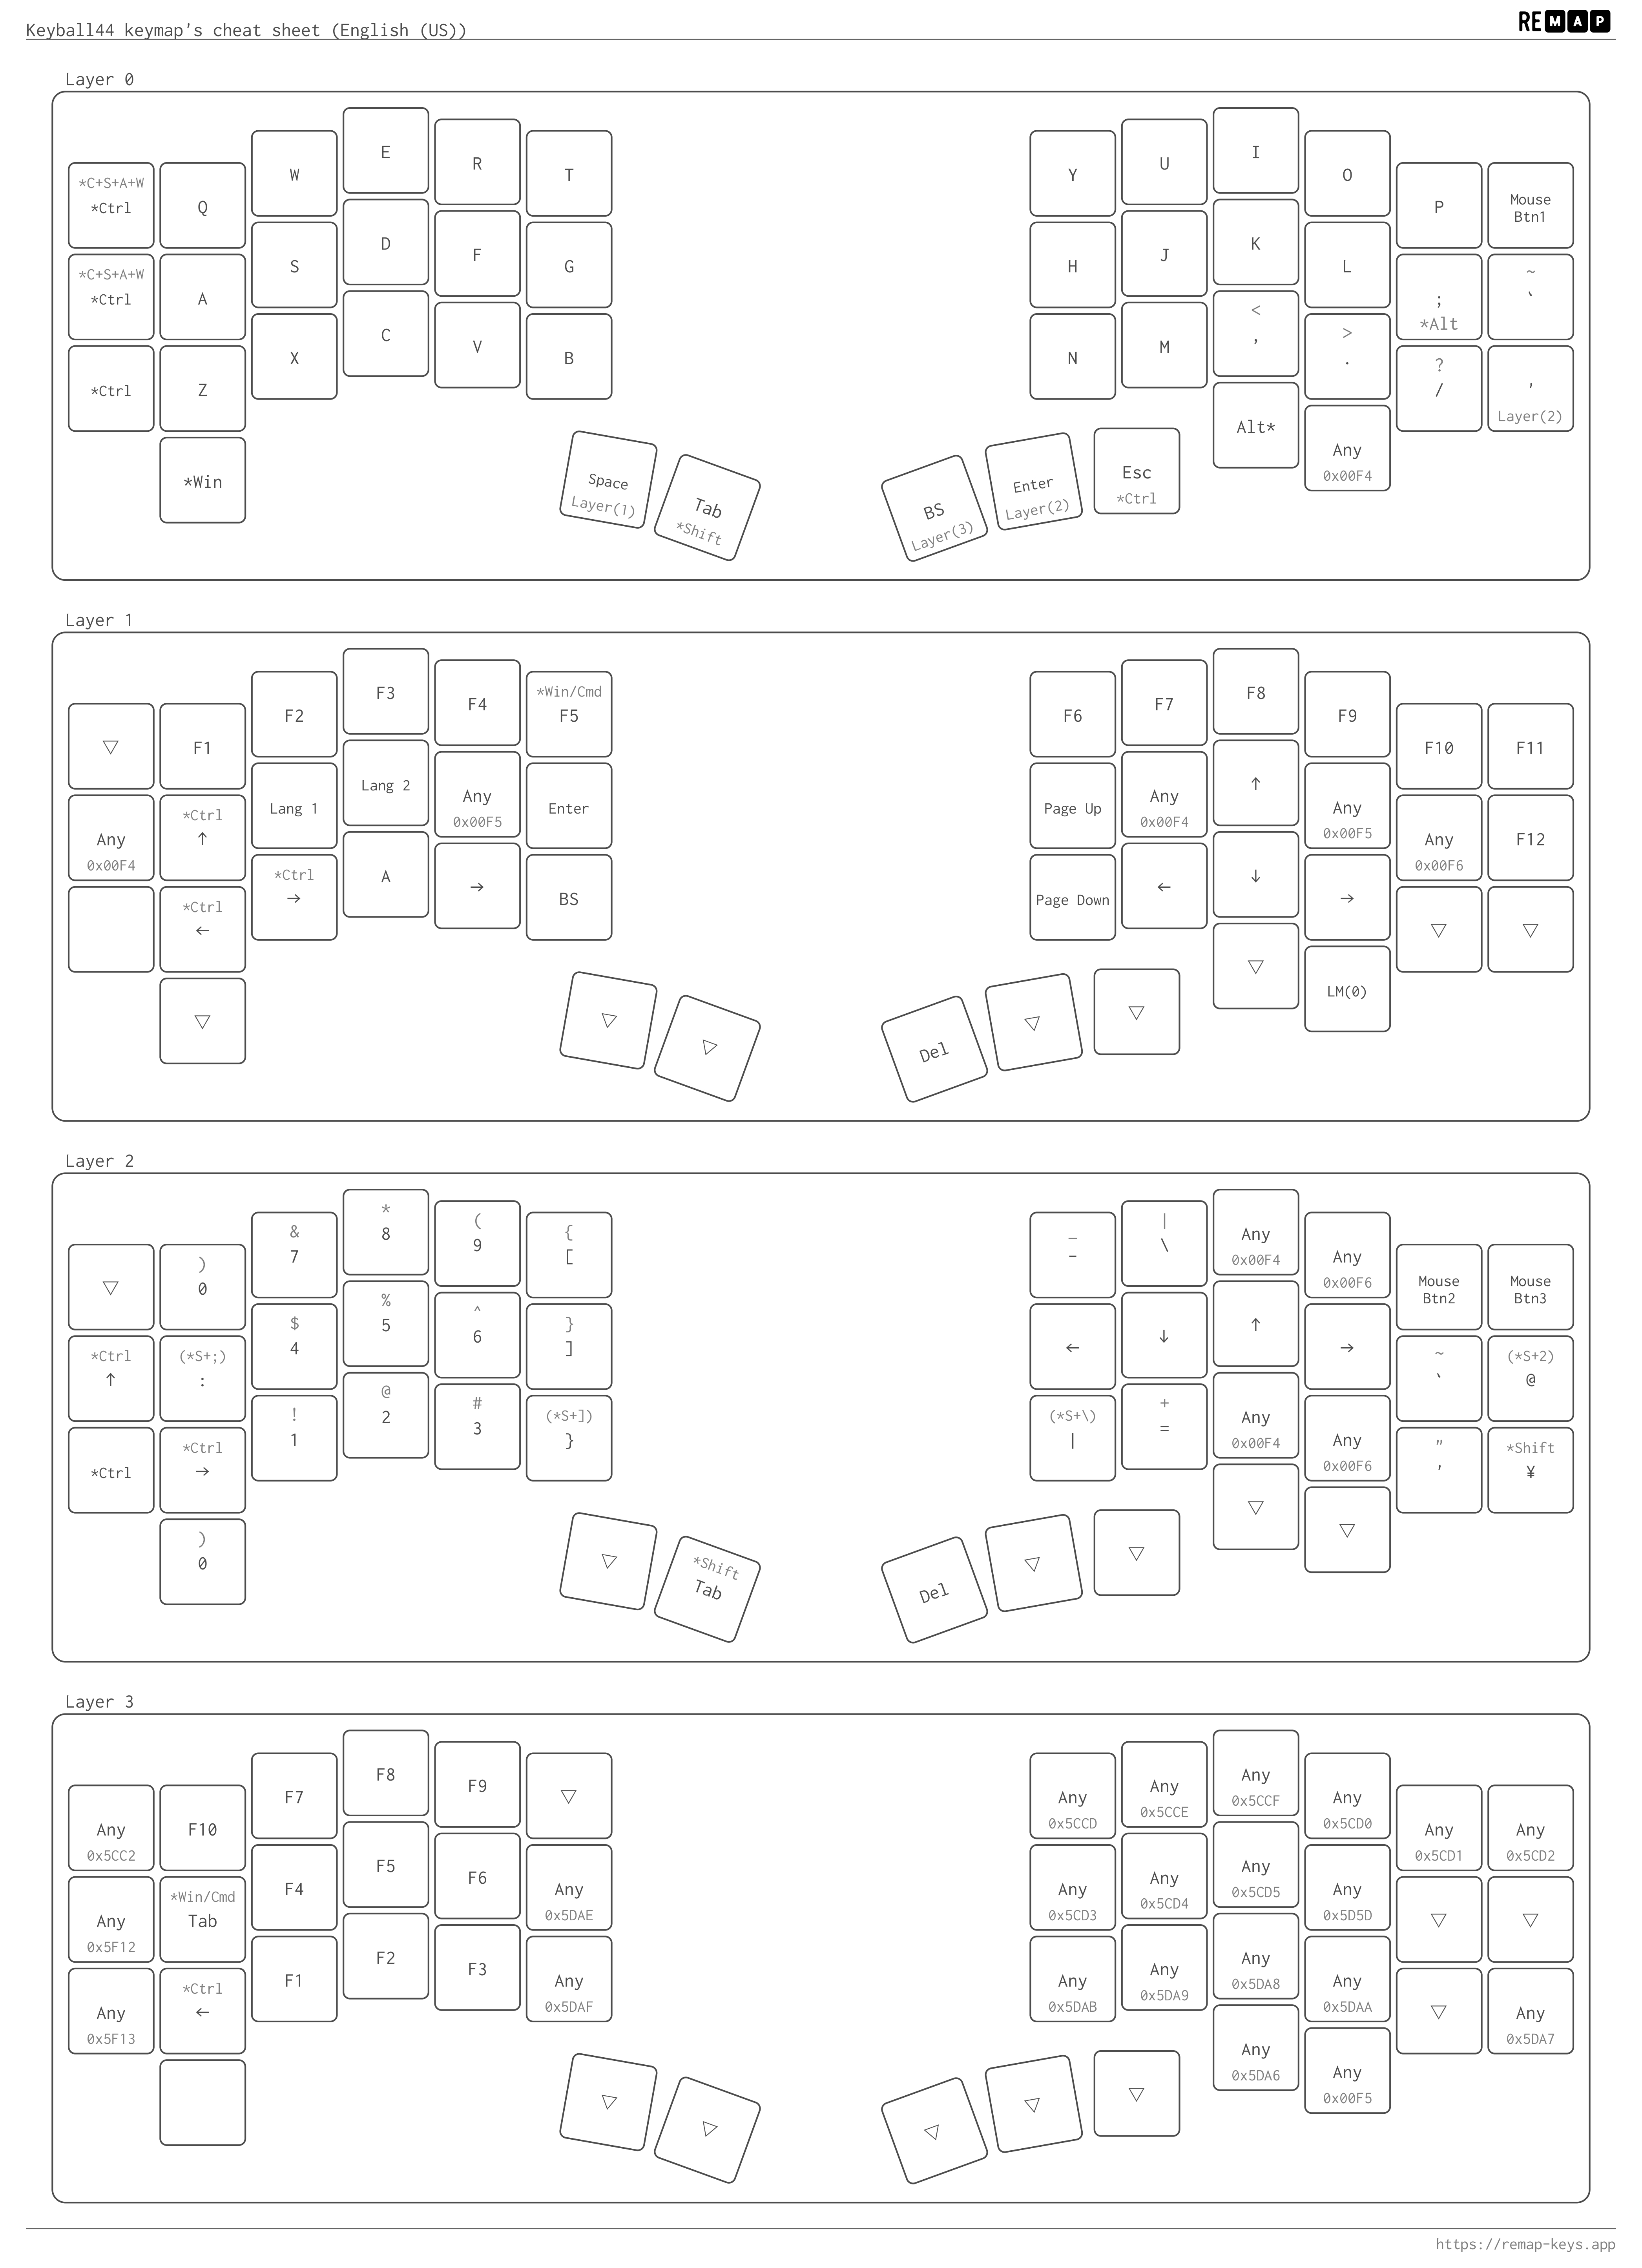 Keyball44 keymap's cheat sheet (English (US))
REMAP
Layer 0
E
I
R
U
W
T
Y
O
*C+S+A+W
*Ctrl
Q
P
Mouse
Btn1
D
K
F
J
S
G
H
L
*C+S+A+W
*Ctrl
A
;
*Alt
~
`
C
<
,
V
M
X
B
N
>
.
*Ctrl
Z
?
/
'
Layer(2)
Alt*
*Win
Space
Layer(1)
Tab
*Shift
BS
Layer(3)
Enter
Layer(2)
Esc
*Ctrl
Any
0x00F4
Layer 1
F3
F8
F4
F7
F2
*Win/Cmd
F5
F6
F9
▽
F1
F10
F11
Lang 2
↑
Any
0x00F5
Any
0x00F4
Lang 1
Enter
Page Up
Any
0x00F5
Any
0x00F4
*Ctrl
↑
Any
0x00F6
F12
A
↓
→
←
*Ctrl
→
BS
Page Down
→
*Ctrl
←
▽
▽
▽
LM(0)
▽
▽
▽
Del
▽
▽
Layer 2
*
8
Any
0x00F4
(
9
|
\
&
7
{
[
_
-
Any
0x00F6
▽
)
0
Mouse
Btn2
Mouse
Btn3
%
5
↑
^
6
↓
$
4
}
]
←
→
*Ctrl
↑
(*S+;)
:
~
`
(*S+2)
@
@
2
Any
0x00F4
#
3
+
=
!
1
(*S+])
}
(*S+\)
|
Any
0x00F6
*Ctrl
*Ctrl
→
"
'
*Shift
¥
▽
▽
)
0
▽
*Shift
Tab
Del
▽
▽
Layer 3
F8
Any
0x5CCF
F9
Any
0x5CCE
F7
▽
Any
0x5CCD
Any
0x5CD0
Any
0x5CC2
F10
Any
0x5CD1
Any
0x5CD2
F5
Any
0x5CD5
F6
Any
0x5CD4
F4
Any
0x5DAE
Any
0x5CD3
Any
0x5D5D
Any
0x5F12
*Win/Cmd
Tab
▽
▽
F2
Any
0x5DA8
F3
Any
0x5DA9
F1
Any
0x5DAF
Any
0x5DAB
Any
0x5DAA
Any
0x5F13
*Ctrl
←
▽
Any
0x5DA7
Any
0x5DA6
Any
0x00F5
▽
▽
▽
▽
▽
https://remap-keys.app